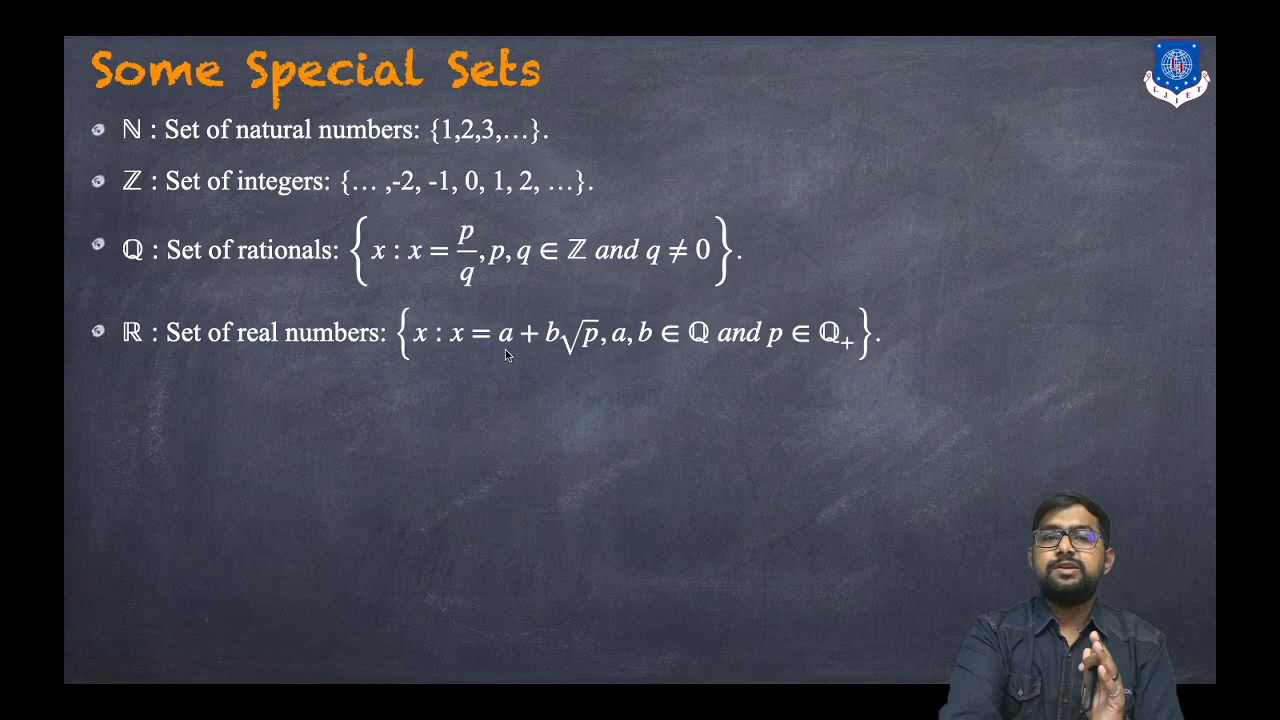 Some Special Sets
ℕ : Set of natural numbers: {1,2,3,…}.
ℤ : Set of integers: {… ,-2, -1, 0, 1, 2, …}.
ℚ : Set of rationals: {x : x = p/q, p, q ∈ ℤ and q ≠ 0}.
ℝ : Set of real numbers: {x : x = a + b√p, a, b ∈ ℚ and p ∈ ℚ₊}.
LJIET